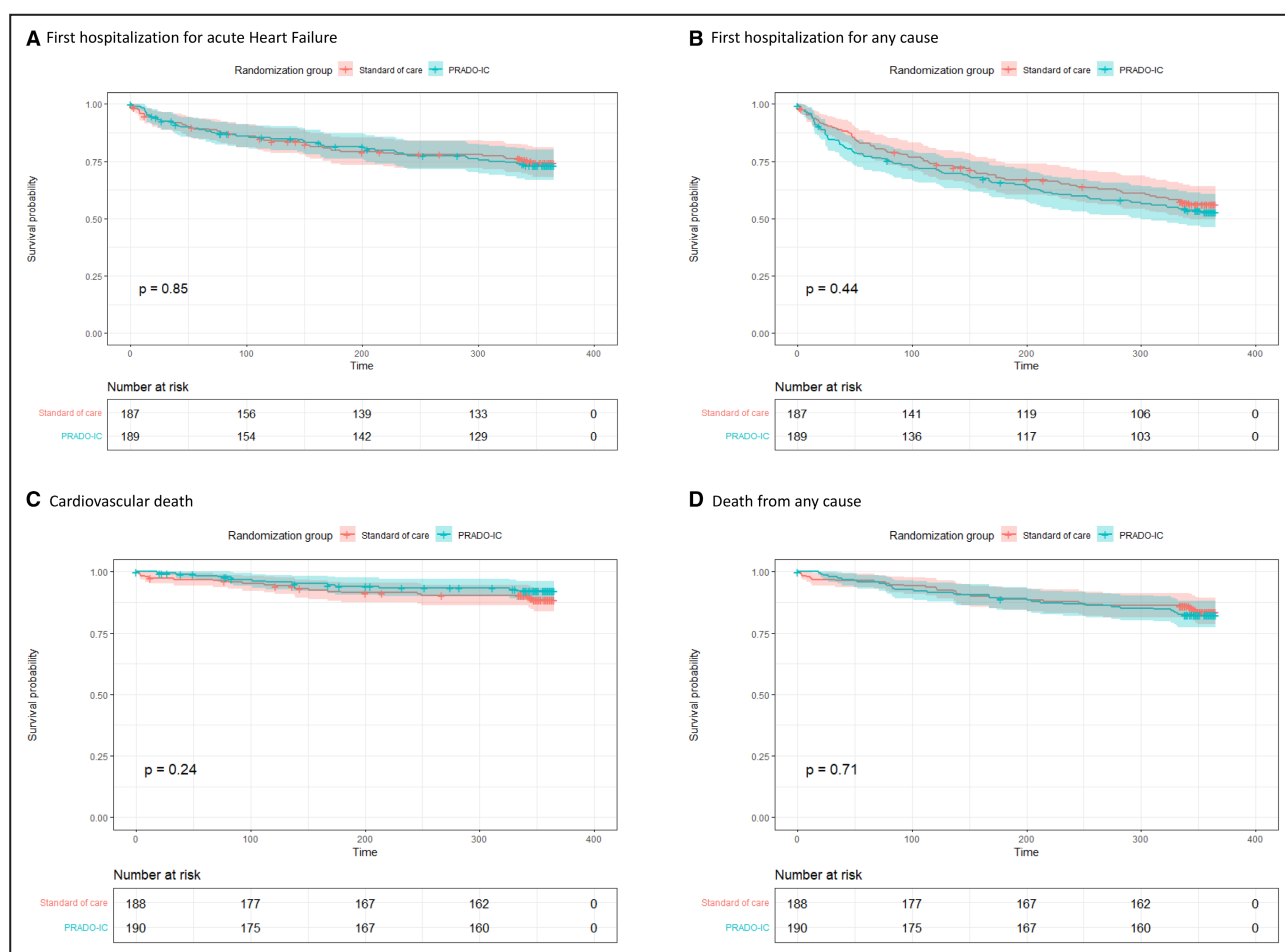 A First hospitalization for acute Heart Failure
Randomization group Standard of care PRADO-IC
Survival probability
1.00
0.75
0.50
0.25
0.00
p = 0.85
0 100 200 300 400
Time
Number at risk
Standard of care 187 156 139 133 0
PRADO-IC 189 154 142 129 0
B First hospitalization for any cause
Randomization group Standard of care PRADO-IC
Survival probability
1.00
0.75
0.50
0.25
0.00
p = 0.44
0 100 200 300 400
Time
Number at risk
Standard of care 187 141 119 106 0
PRADO-IC 189 136 117 103 0
C Cardiovascular death
Randomization group Standard of care PRADO-IC
Survival probability
1.00
0.75
0.50
0.25
0.00
p = 0.24
0 100 200 300 400
Time
Number at risk
Standard of care 188 177 167 162 0
PRADO-IC 190 175 167 160 0
D Death from any cause
Randomization group Standard of care PRADO-IC
Survival probability
1.00
0.75
0.50
0.25
0.00
p = 0.71
0 100 200 300 400
Time
Number at risk
Standard of care 188 177 167 162 0
PRADO-IC 190 175 167 160 0